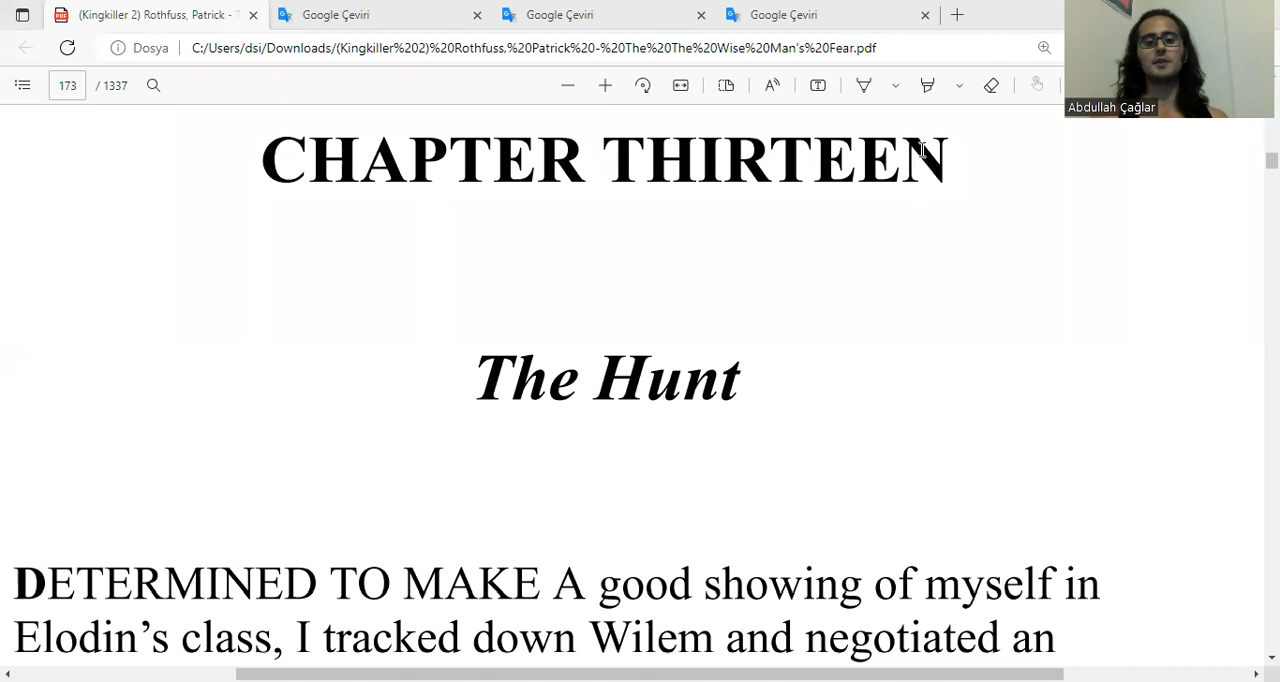 (Kingkiller 2) Rothfuss, Patrick - T
Google Çeviri
Google Çeviri
Google Çeviri
Dosya
C:/Users/dsi/Downloads/(Kingkiller%202)%20Rothfuss,%20Patrick%20-%20The%20The%20Wise%20Man's%20Fear.pdf
173 / 1337
Abdullah Çağlar
CHAPTER THIRTEEN
The Hunt
DETERMINED TO MAKE A good showing of myself in
Elodin’s class, I tracked down Wilem and negotiated an